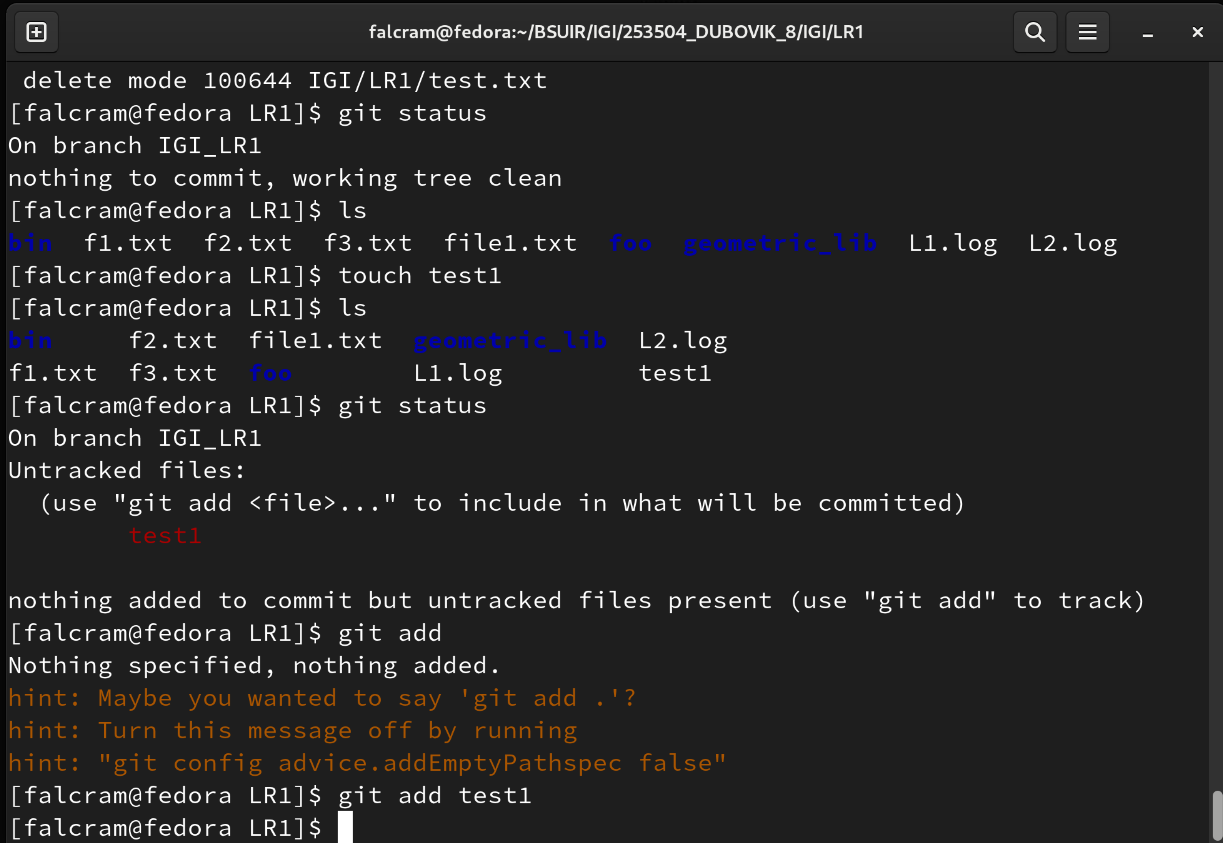 falcram@fedora:~/BSUIR/IGI/253504_DUBOVIK_8/IGI/LR1
 delete mode 100644 IGI/LR1/test.txt
[falcram@fedora LR1]$ git status
On branch IGI_LR1
nothing to commit, working tree clean
[falcram@fedora LR1]$ ls
bin  f1.txt  f2.txt  f3.txt  file1.txt  foo  geometric_lib  L1.log  L2.log
[falcram@fedora LR1]$ touch test1
[falcram@fedora LR1]$ ls
bin     f2.txt  file1.txt  geometric_lib  L2.log
f1.txt  f3.txt  foo        L1.log         test1
[falcram@fedora LR1]$ git status
On branch IGI_LR1
Untracked files:
  (use "git add <file>..." to include in what will be committed)
        test1
nothing added to commit but untracked files present (use "git add" to track)
[falcram@fedora LR1]$ git add
Nothing specified, nothing added.
hint: Maybe you wanted to say 'git add .'?
hint: Turn this message off by running
hint: "git config advice.addEmptyPathspec false"
[falcram@fedora LR1]$ git add test1
[falcram@fedora LR1]$